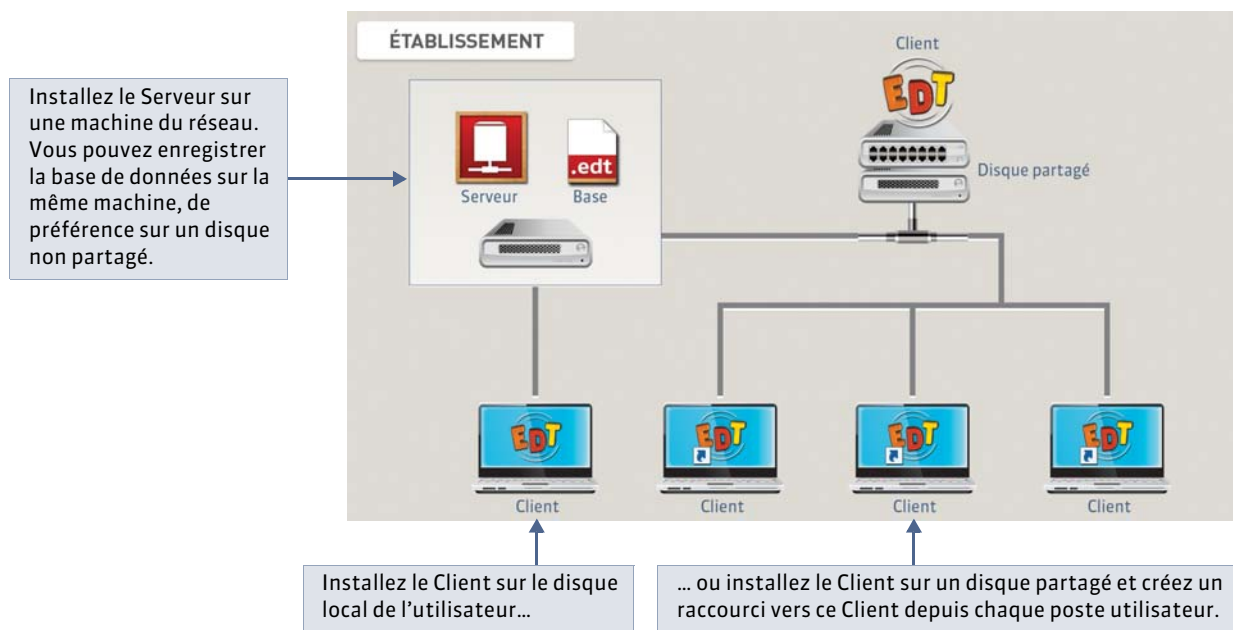 ÉTABLISSEMENT
Client
EDT
Installez le Serveur sur
une machine du réseau.
Vous pouvez enregistrer
la base de données sur la
même machine, de
préférence sur un disque
non partagé.
.edt
Serveur
Base
Disque partagé
EDT
EDT
EDT
EDT
Client
Client
Client
Client
Installez le Client sur le disque
local de l'utilisateur...
... ou installez le Client sur un disque partagé et créez un
raccourci vers ce Client depuis chaque poste utilisateur.